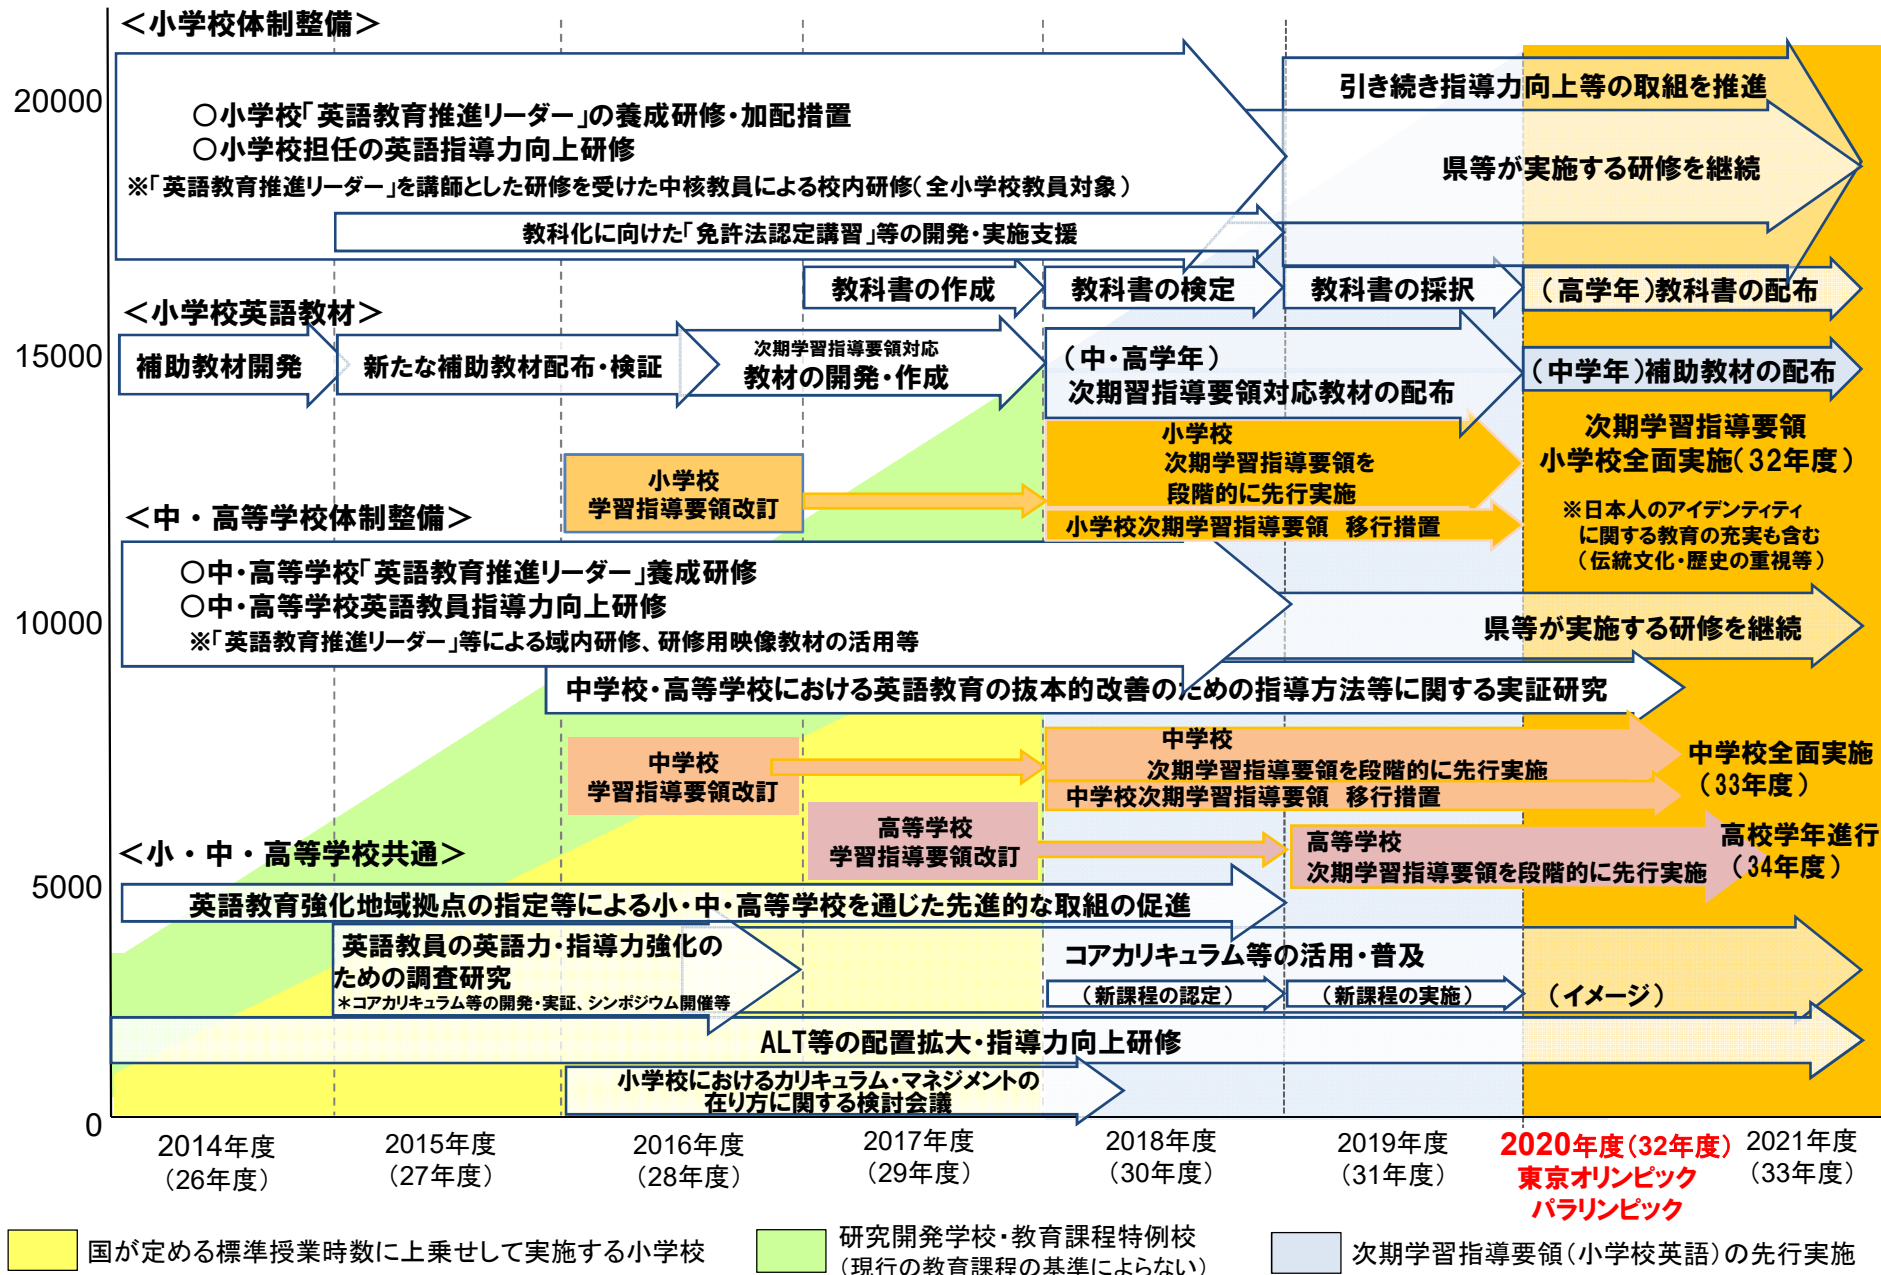 ＜小学校体制整備＞
20000
○小学校「英語教育推進リーダー」の養成研修・加配措置
○小学校担任の英語指導力向上研修
※「英語教育推進リーダー」を講師とした研修を受けた中核教員による校内研修（全小学校教員対象）
引き続き指導力向上等の取組を推進
県等が実施する研修を継続
教科化に向けた「免許法認定講習」等の開発・実施支援
教科書の作成
教科書の検定
教科書の採択
（高学年）教科書の配布
＜小学校英語教材＞
15000
補助教材開発
新たな補助教材配布・検証
次期学習指導要領対応
教材の開発・作成
（中・高学年）
次期習指導要領対応教材の配布
（中学年）補助教材の配布
小学校
学習指導要領改訂
小学校
次期学習指導要領を
段階的に先行実施
小学校次期学習指導要領　移行措置
次期学習指導要領
小学校全面実施（32年度）
※日本人のアイデンティティ
に関する教育の充実も含む
（伝統文化・歴史の重視等）
＜中・高等学校体制整備＞
10000
○中・高等学校「英語教育推進リーダー」養成研修
○中・高等学校英語教員指導力向上研修
※「英語教育推進リーダー」等による域内研修、研修用映像教材の活用等
県等が実施する研修を継続
中学校・高等学校における英語教育の抜本的改善のための指導方法等に関する実証研究
中学校
学習指導要領改訂
中学校
次期学習指導要領を段階的に先行実施
中学校次期学習指導要領　移行措置
中学校全面実施
（33年度）
高等学校
学習指導要領改訂
高等学校
次期学習指導要領を段階的に先行実施
高校学年進行
（34年度）
＜小・中・高等学校共通＞
5000
英語教育強化地域拠点の指定等による小・中・高等学校を通じた先進的な取組の促進
英語教員の英語力・指導力強化の
ための調査研究
＊コアカリキュラム等の開発・実証、シンポジウム開催等
コアカリキュラム等の活用・普及
（新課程の認定）
（新課程の実施）
（イメージ）
ALT等の配置拡大・指導力向上研修
小学校におけるカリキュラム・マネジメントの
在り方に関する検討会議
0
2014年度
（26年度）
2015年度
（27年度）
2016年度
（28年度）
2017年度
（29年度）
2018年度
（30年度）
2019年度
（31年度）
2020年度（32年度）
東京オリンピック
パラリンピック
2021年度
（33年度）
国が定める標準授業時数に上乗せして実施する小学校
研究開発学校・教育課程特例校
（現行の教育課程の基準によらない）
次期学習指導要領（小学校英語）の先行実施